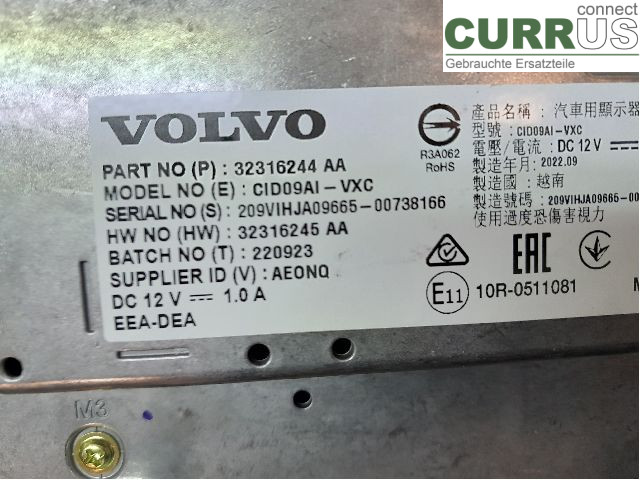 connect
CURRUS
Gebrauchte Ersatzteile
VOLVO
PART NO (P) : 32316244 AA
MODEL NO (E) : CID09AI-VXC
SERIAL NO (S) : 209VIHJA09665-00738166
HW NO (HW) : 32316245 AA
BATCH NO (T) : 220923
SUPPLIER ID (V) : AEONQ
DC 12 V ⎓ 1.0 A
EEA-DEA
R3A062
RoHS
產品名稱 : 汽車用顯示器
型號 : CID09AI-VXC
電壓/電流 : DC 12V ⎓
製造年月 : 2022.09
製造國 : 越南
製造號碼 : 209VIHJA09665-00
使用過度恐傷害視力
EAC
E11 10R-0511081
M3